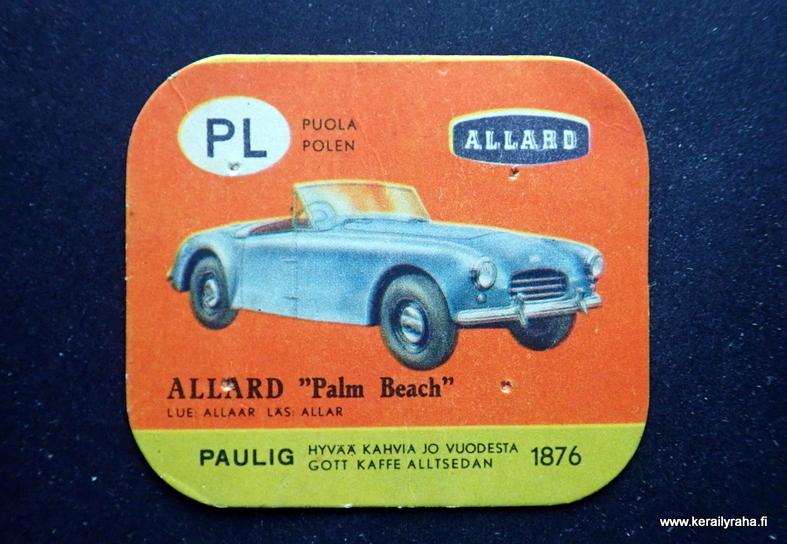 PL
PUOLA
POLEN
ALLARD
ALLARD "Palm Beach"
LUE: ALLAAR LÄS: ALLAR
PAULIG HYVÄÄ KAHVIA JO VUODESTA 1876
GOTT KAFFE ALLTSEDAN
www.kerailyraha.fi